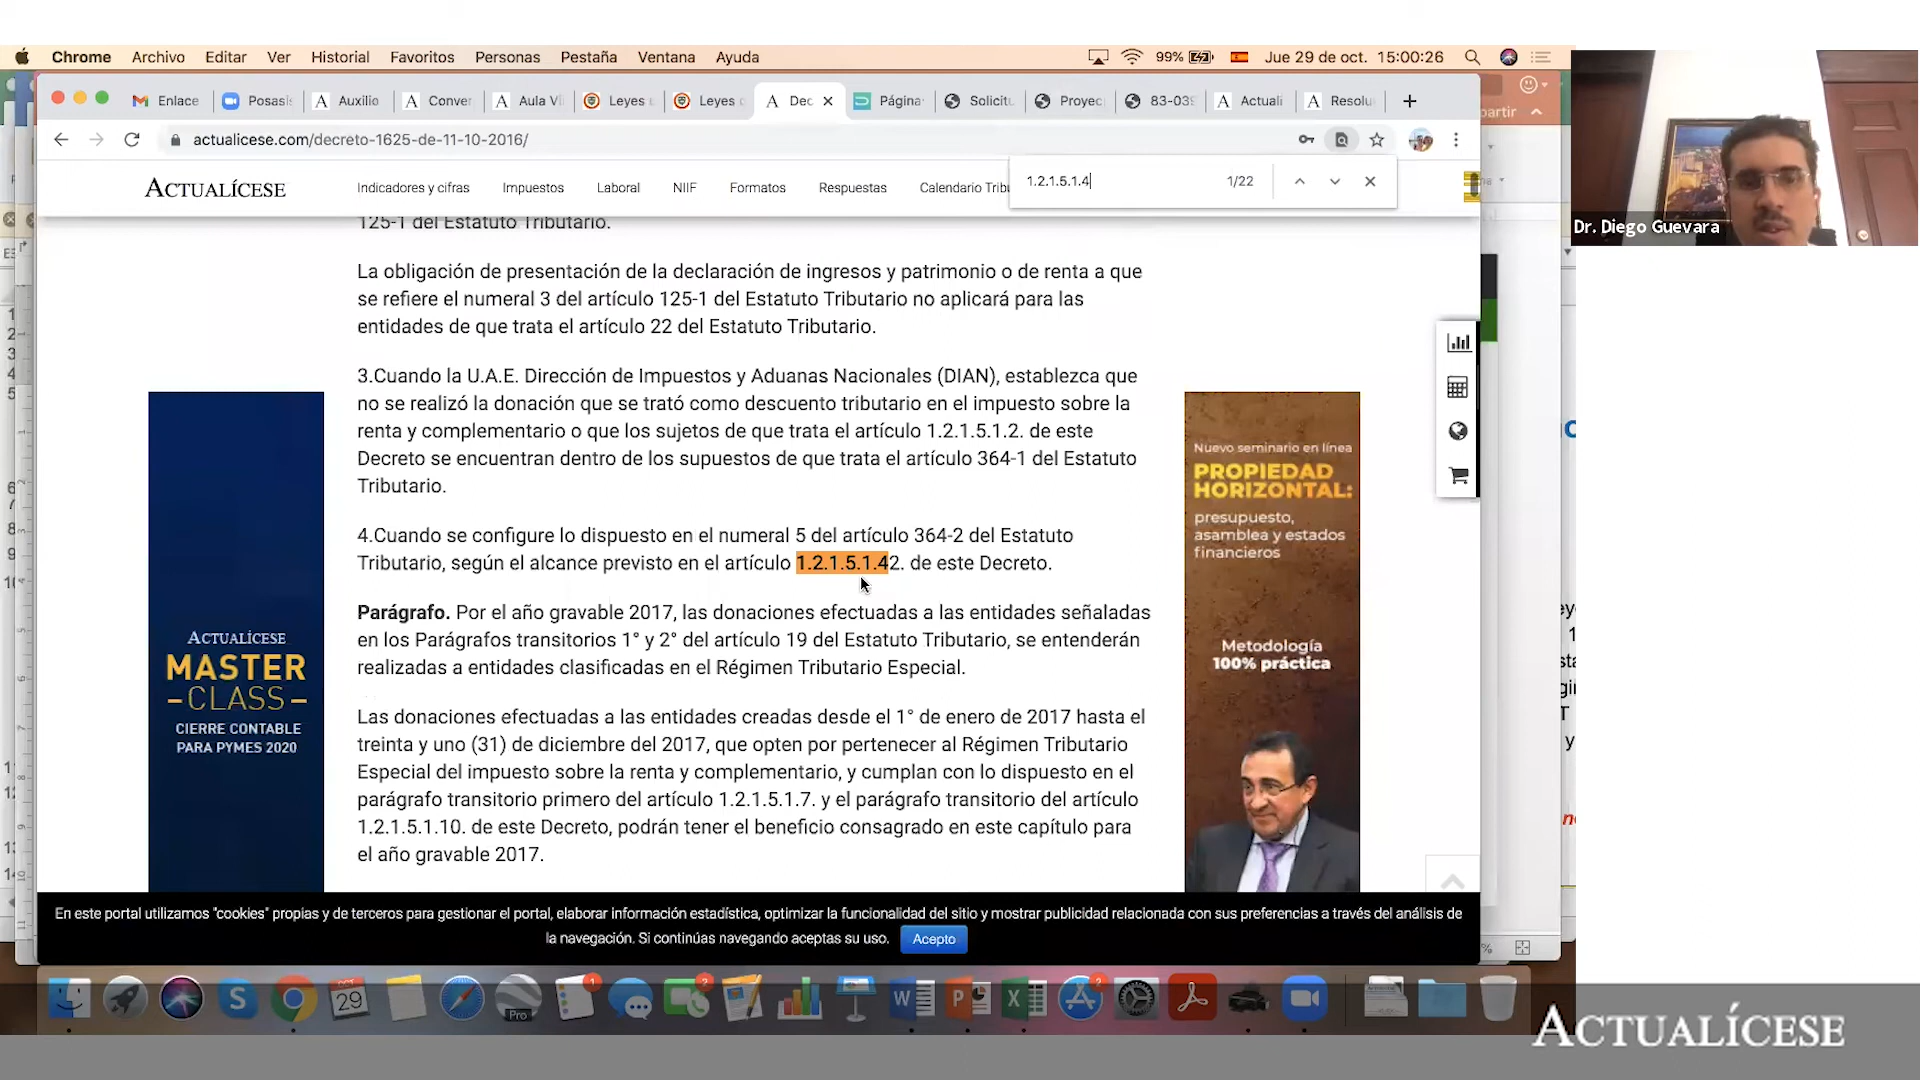 Chrome Archivo Editar Ver Historial Favoritos Personas Pestaña Ventana Ayuda 99% Jue 29 de oct. 15:00:26
Enlace Posasi Auxilio Conver Aula Vi Leyes Leyes Dec Página Solicitu Proyec 83-039 Actuali Resolu
partir
actualicese.com/decreto-1625-de-11-10-2016/
1.2.1.5.1.4 1/22
ACTUALÍCESE Indicadores y cifras Impuestos Laboral NIIF Formatos Respuestas Calendario Tribu
125-1 del Estatuto Tributario.
La obligación de presentación de la declaración de ingresos y patrimonio o de renta a que
se refiere el numeral 3 del artículo 125-1 del Estatuto Tributario no aplicará para las
entidades de que trata el artículo 22 del Estatuto Tributario.
3.Cuando la U.A.E. Dirección de Impuestos y Aduanas Nacionales (DIAN), establezca que
no se realizó la donación que se trató como descuento tributario en el impuesto sobre la
renta y complementario o que los sujetos de que trata el artículo 1.2.1.5.1.2. de este
Decreto se encuentran dentro de los supuestos de que trata el artículo 364-1 del Estatuto
Tributario.
4.Cuando se configure lo dispuesto en el numeral 5 del artículo 364-2 del Estatuto
Tributario, según el alcance previsto en el artículo 1.2.1.5.1.42. de este Decreto.
Parágrafo. Por el año gravable 2017, las donaciones efectuadas a las entidades señaladas
en los Parágrafos transitorios 1° y 2° del artículo 19 del Estatuto Tributario, se entenderán
realizadas a entidades clasificadas en el Régimen Tributario Especial.
Las donaciones efectuadas a las entidades creadas desde el 1° de enero de 2017 hasta el
treinta y uno (31) de diciembre del 2017, que opten por pertenecer al Régimen Tributario
Especial del impuesto sobre la renta y complementario, y cumplan con lo dispuesto en el
parágrafo transitorio primero del artículo 1.2.1.5.1.7. y el parágrafo transitorio del artículo
1.2.1.5.1.10. de este Decreto, podrán tener el beneficio consagrado en este capítulo para
el año gravable 2017.
ACTUALÍCESE
MASTER
CLASS
CIERRE CONTABLE
PARA PYMES 2020
Nuevo seminario en línea
PROPIEDAD
HORIZONTAL:
presupuesto,
asamblea y estados
financieros
Metodología
100% práctica
En este portal utilizamos "cookies" propias y de terceros para gestionar el portal, elaborar información estadística, optimizar la funcionalidad del sitio y mostrar publicidad relacionada con sus preferencias a través del análisis de
la navegación. Si continúas navegando aceptas su uso. Acepto
OCT
29
Pro
1
2
2
Dr. Diego Guevara
ACTUALÍCESE